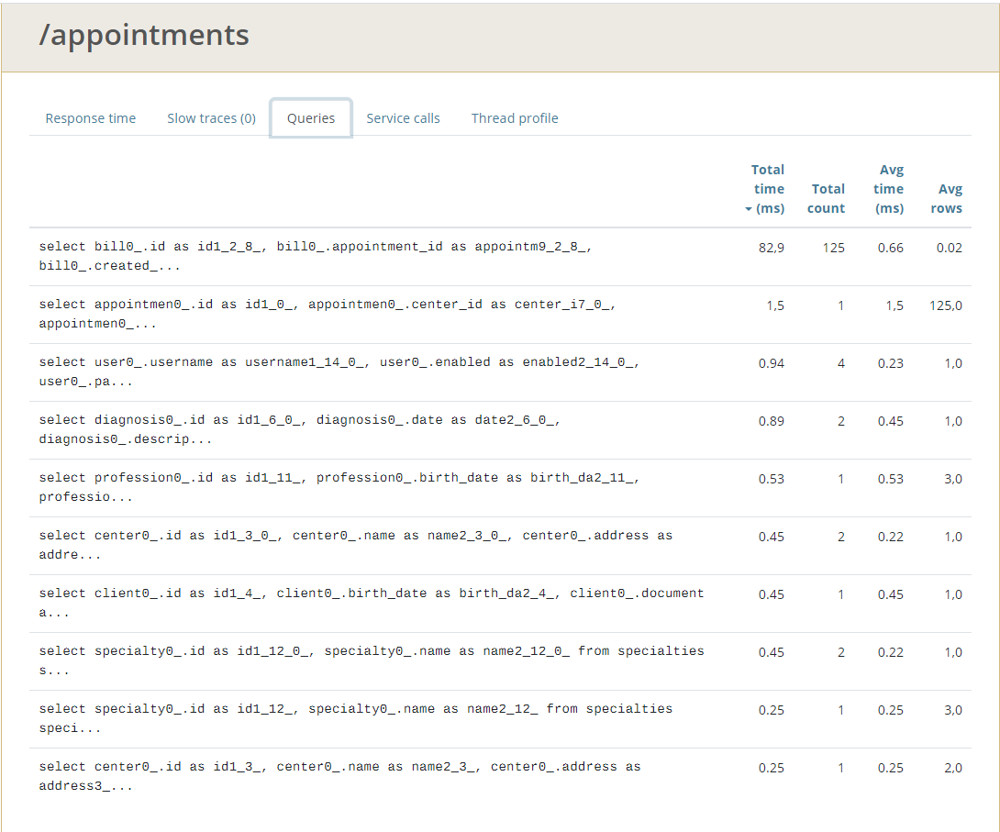 /appointments
Response time Slow traces (0) Queries Service calls Thread profile
Total time (ms) Total count Avg time (ms) Avg rows
select bill0_.id as id1_2_8_, bill0_.appointment_id as appointm9_2_8_, 82,9 125 0.66 0.02
bill0_.created_...
select appointmen0_.id as id1_0_, appointmen0_.center_id as center_i7_0_, 1,5 1 1,5 125,0
appointmen0_...
select user0_.username as username1_14_0_, user0_.enabled as enabled2_14_0_, 0.94 4 0.23 1,0
user0_.pa...
select diagnosis0_.id as id1_6_0_, diagnosis0_.date as date2_6_0_, 0.89 2 0.45 1,0
diagnosis0_.descrip...
select profession0_.id as id1_11_, profession0_.birth_date as birth_da2_11_, 0.53 1 0.53 3,0
professio...
select center0_.id as id1_3_0_, center0_.name as name2_3_0_, center0_.address as 0.45 2 0.22 1,0
addre...
select client0_.id as id1_4_, client0_.birth_date as birth_da2_4_, client0_.document 0.45 1 0.45 1,0
a...
select specialty0_.id as id1_12_0_, specialty0_.name as name2_12_0_ from specialties 0.45 2 0.22 1,0
s...
select specialty0_.id as id1_12_, specialty0_.name as name2_12_ from specialties 0.25 1 0.25 3,0
speci...
select center0_.id as id1_3_, center0_.name as name2_3_, center0_.address as 0.25 1 0.25 2,0
address3_...